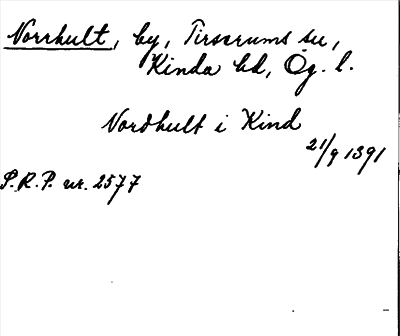 Norrhult, by, Tirserums sn,
Kinda hd, Ög. l.
Nordhult i Kind
21/9 1391
S.R.P. nr. 2577